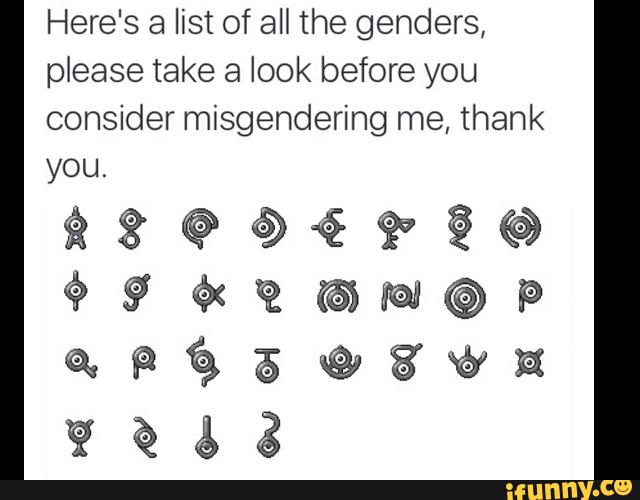 Here's a list of all the genders,
please take a look before you
consider misgendering me, thank
you.
A B C D E F G H
I J K L M N O P
Q R S T U V W X
Y Z ! ?
ifunny.co